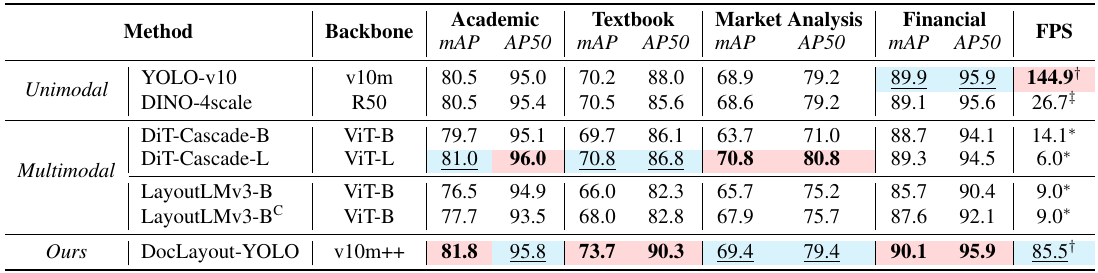 Method Backbone Academic Textbook Market Analysis Financial FPS
mAP AP50 mAP AP50 mAP AP50 mAP AP50
Unimodal YOLO-v10 v10m 80.5 95.0 70.2 88.0 68.9 79.2 89.9 95.9 144.9†
DINO-4scale R50 80.5 95.4 70.5 85.6 68.6 79.2 89.1 95.6 26.7‡
Multimodal DiT-Cascade-B ViT-B 79.7 95.1 69.7 86.1 63.7 71.0 88.7 94.1 14.1*
DiT-Cascade-L ViT-L 81.0 96.0 70.8 86.8 70.8 80.8 89.3 94.5 6.0*
LayoutLMv3-B ViT-B 76.5 94.9 66.0 82.3 65.7 75.2 85.7 90.4 9.0*
LayoutLMv3-Bᶜ ViT-B 77.7 93.5 68.0 82.8 67.9 75.7 87.6 92.1 9.0*
Ours DocLayout-YOLO v10m++ 81.8 95.8 73.7 90.3 69.4 79.4 90.1 95.9 85.5†